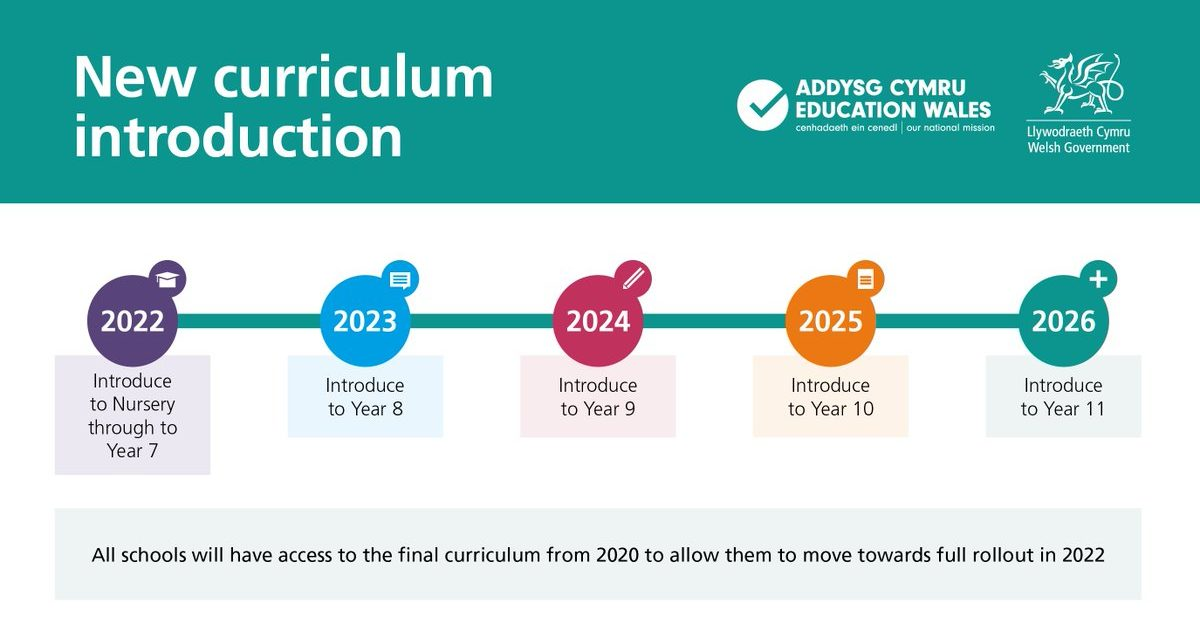 New curriculum
introduction
ADDYSG CYMRU
EDUCATION WALES
cenhadaeth ein cenedl | our national mission
Llywodraeth Cymru
Welsh Government
2022
Introduce
to Nursery
through to
Year 7
2023
Introduce
to Year 8
2024
Introduce
to Year 9
2025
Introduce
to Year 10
2026
Introduce
to Year 11
All schools will have access to the final curriculum from 2020 to allow them to move towards full rollout in 2022